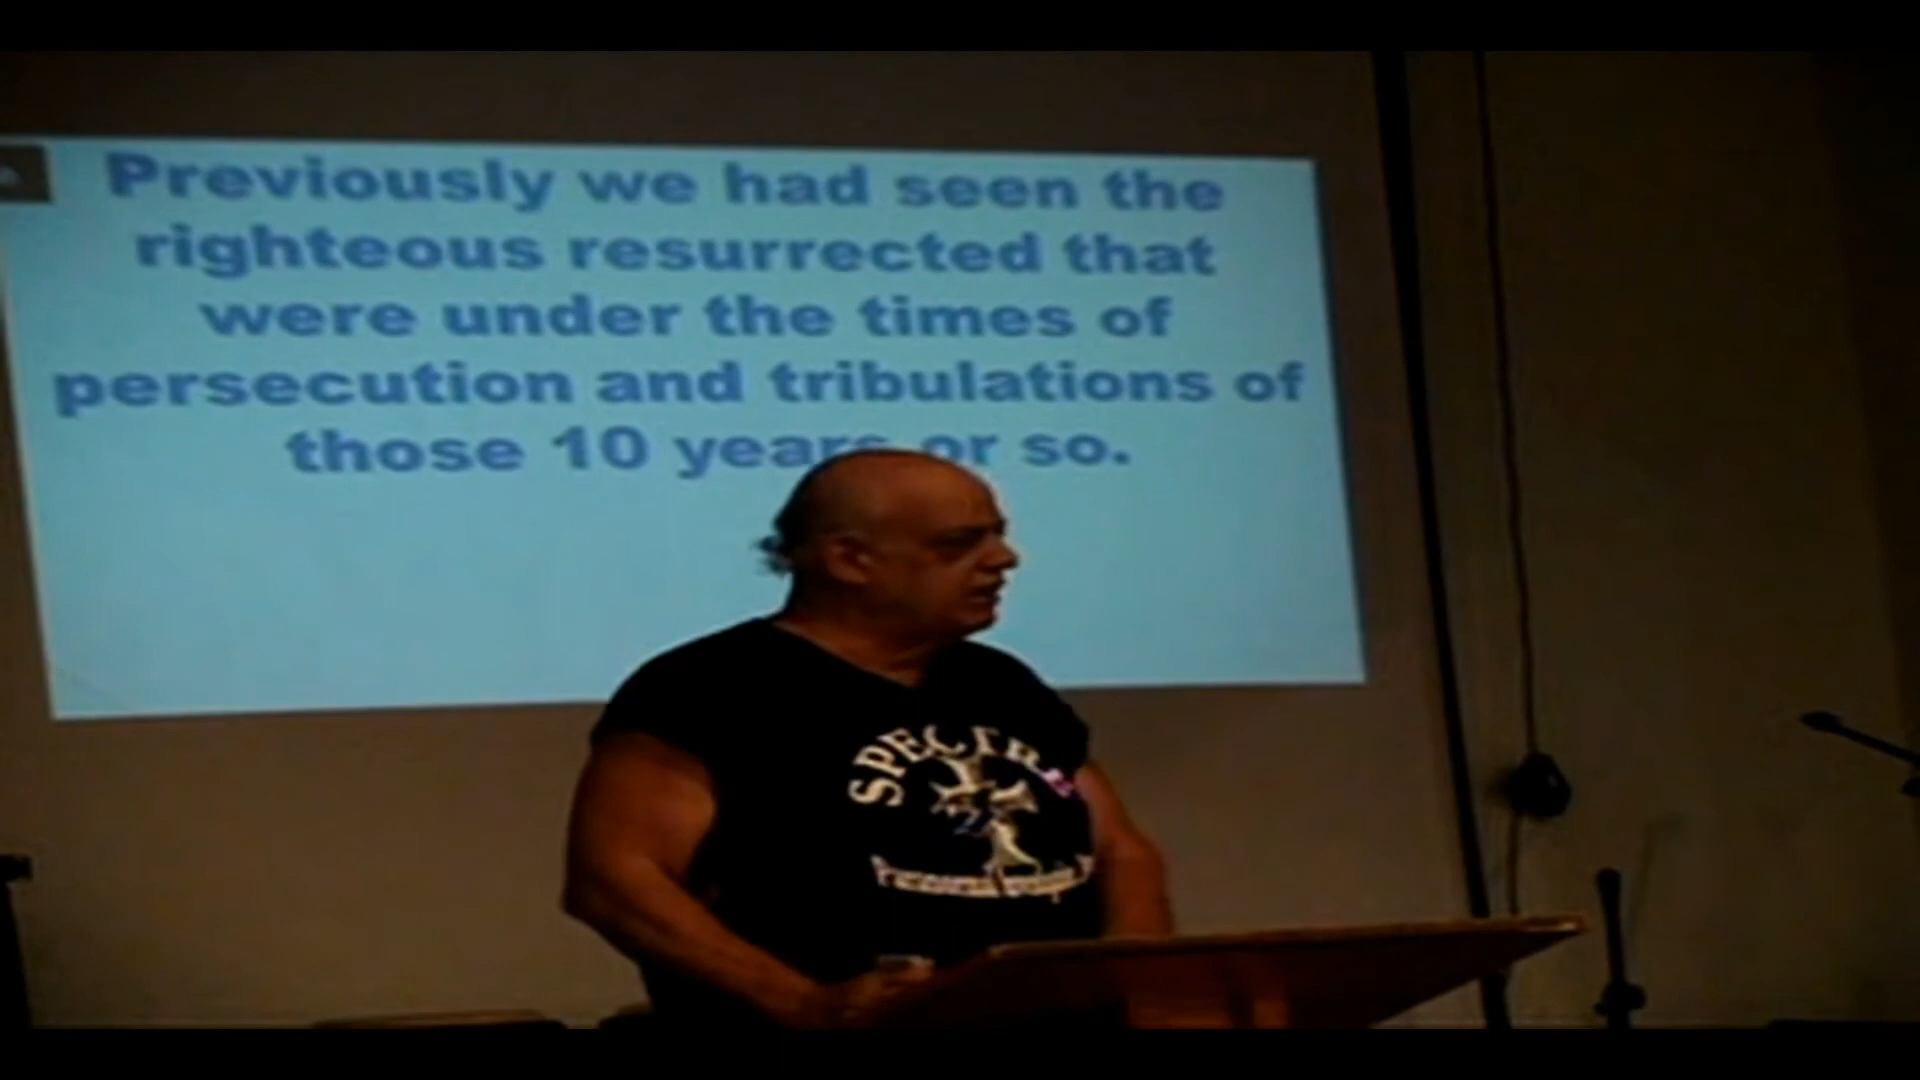 Previously we had seen the
righteous resurrected that
were under the times of
persecution and tribulations of
those 10 years or so.
SPECTRE